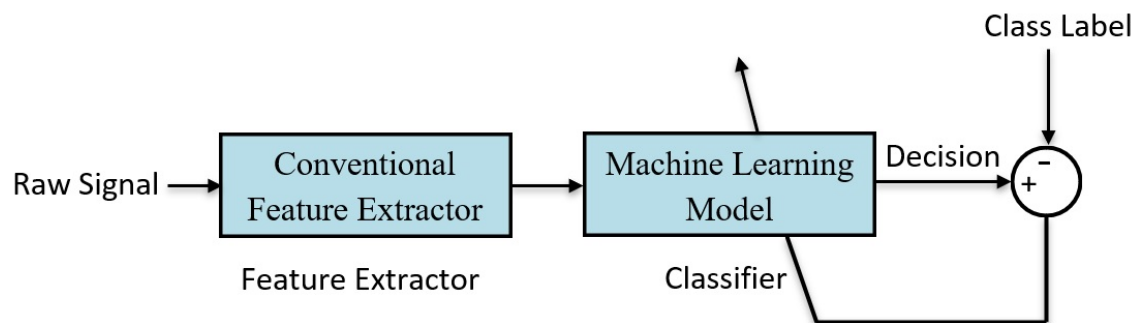 Class Label
Raw Signal
Conventional
Feature Extractor
Machine Learning
Model
Decision
-
+
Feature Extractor
Classifier